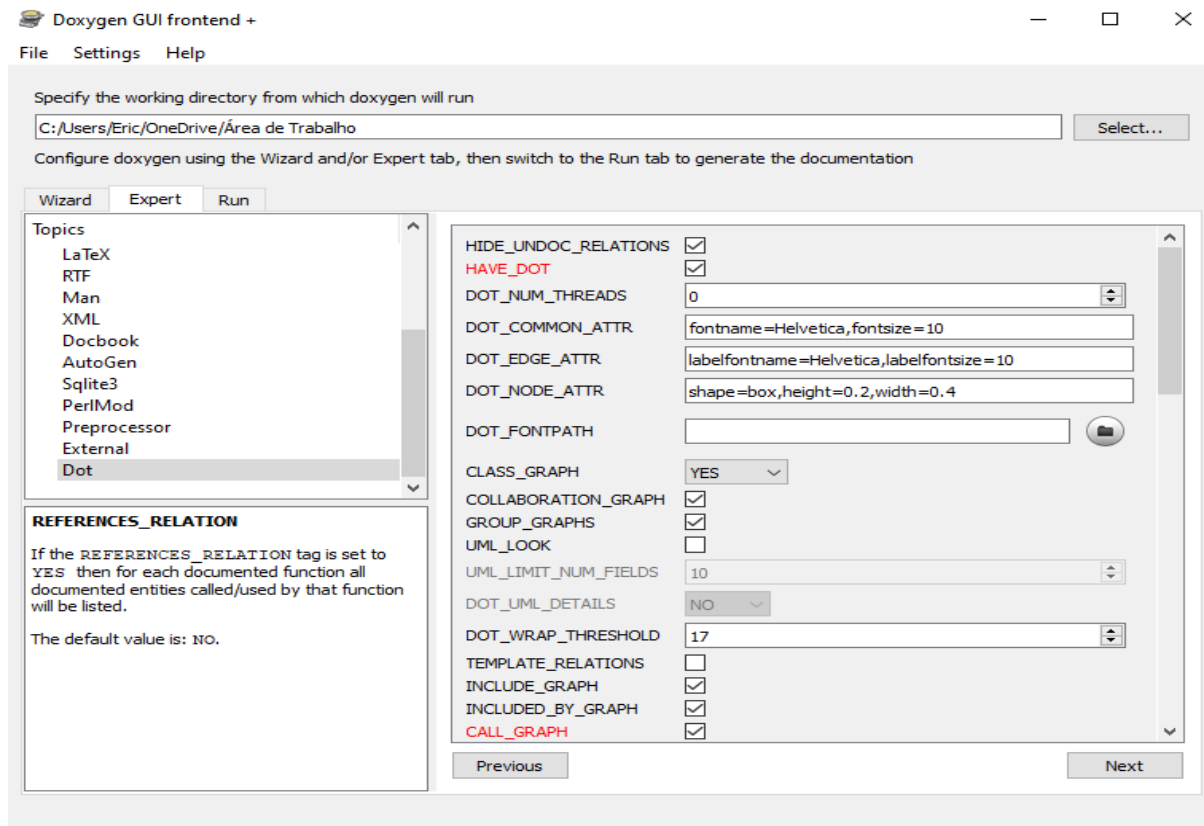 Doxygen GUI frontend +
File Settings Help
Specify the working directory from which doxygen will run
C:/Users/Eric/OneDrive/Área de Trabalho
Select...
Configure doxygen using the Wizard and/or Expert tab, then switch to the Run tab to generate the documentation
Wizard Expert Run
Topics
LaTeX
RTF
Man
XML
Docbook
AutoGen
Sqlite3
PerlMod
Preprocessor
External
Dot
REFERENCES_RELATION
If the REFERENCES_RELATION tag is set to
YES then for each documented function all
documented entities called/used by that function
will be listed.
The default value is: NO.
HIDE_UNDOC_RELATIONS
HAVE_DOT
DOT_NUM_THREADS 0
DOT_COMMON_ATTR fontname=Helvetica,fontsize=10
DOT_EDGE_ATTR labelfontname=Helvetica,labelfontsize=10
DOT_NODE_ATTR shape=box,height=0.2,width=0.4
DOT_FONTPATH
CLASS_GRAPH YES
COLLABORATION_GRAPH
GROUP_GRAPHS
UML_LOOK
UML_LIMIT_NUM_FIELDS 10
DOT_UML_DETAILS NO
DOT_WRAP_THRESHOLD 17
TEMPLATE_RELATIONS
INCLUDE_GRAPH
INCLUDED_BY_GRAPH
CALL_GRAPH
Previous Next